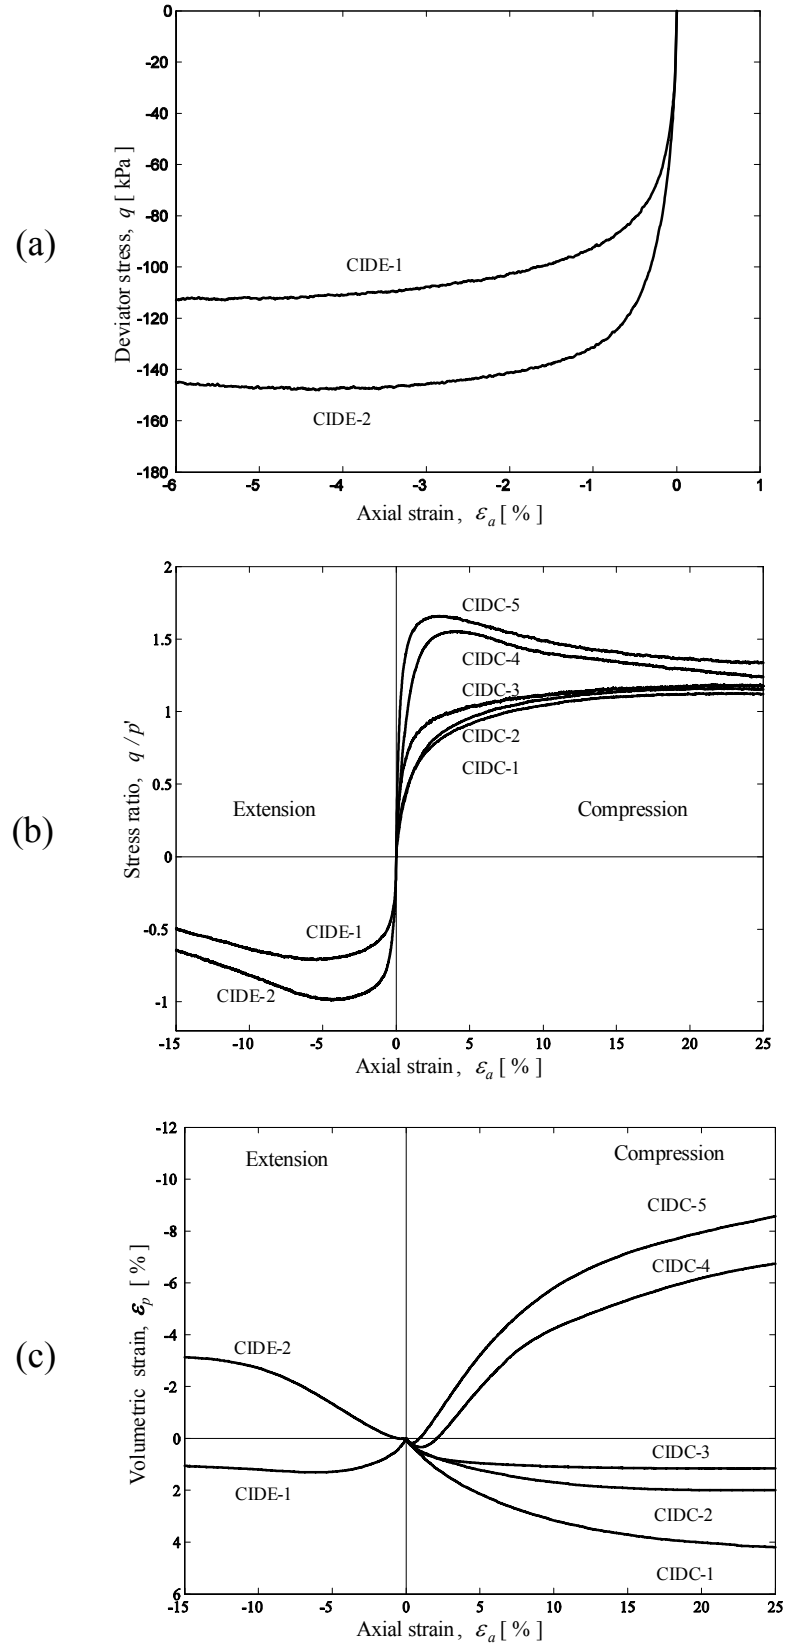 (a)
Deviator stress, q [ kPa ]
0
-20
-40
-60
-80
-100
-120
-140
-160
-180
CIDE-1
CIDE-2
-6 -5 -4 -3 -2 -1 0 1
Axial strain, εa [ % ]
(b)
Stress ratio, q / p'
2
1.5
1
0.5
0
-0.5
-1
CIDC-5
CIDC-4
CIDC-3
CIDC-2
CIDC-1
Extension
Compression
CIDE-1
CIDE-2
-15 -10 -5 0 5 10 15 20 25
Axial strain, εa [ % ]
(c)
Volumetric strain, εp [ % ]
-12
-10
-8
-6
-4
-2
0
2
4
6
Extension
Compression
CIDC-5
CIDC-4
CIDE-2
CIDC-3
CIDE-1
CIDC-2
CIDC-1
-15 -10 -5 0 5 10 15 20 25
Axial strain, εa [ % ]